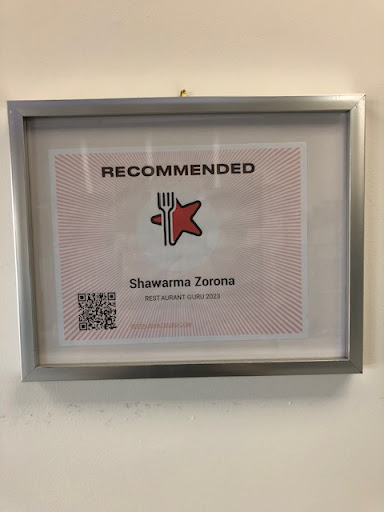 RECOMMENDED
Shawarma Zorona
RESTAURANT GURU 2023